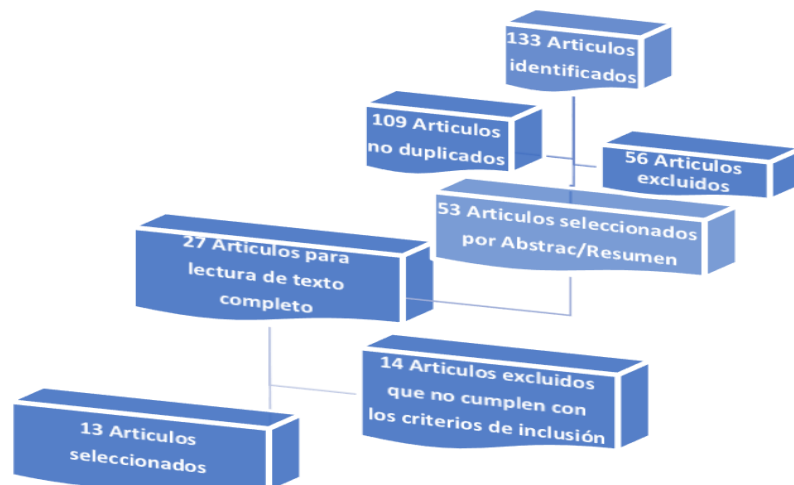 133 Articulos
identificados
109 Articulos
no duplicados
56 Articulos
excluidos
53 Articulos seleccionados
por Abstrac/Resumen
27 Articulos para
lectura de texto
completo
14 Articulos excluidos
que no cumplen con
los criterios de inclusión
13 Articulos
seleccionados